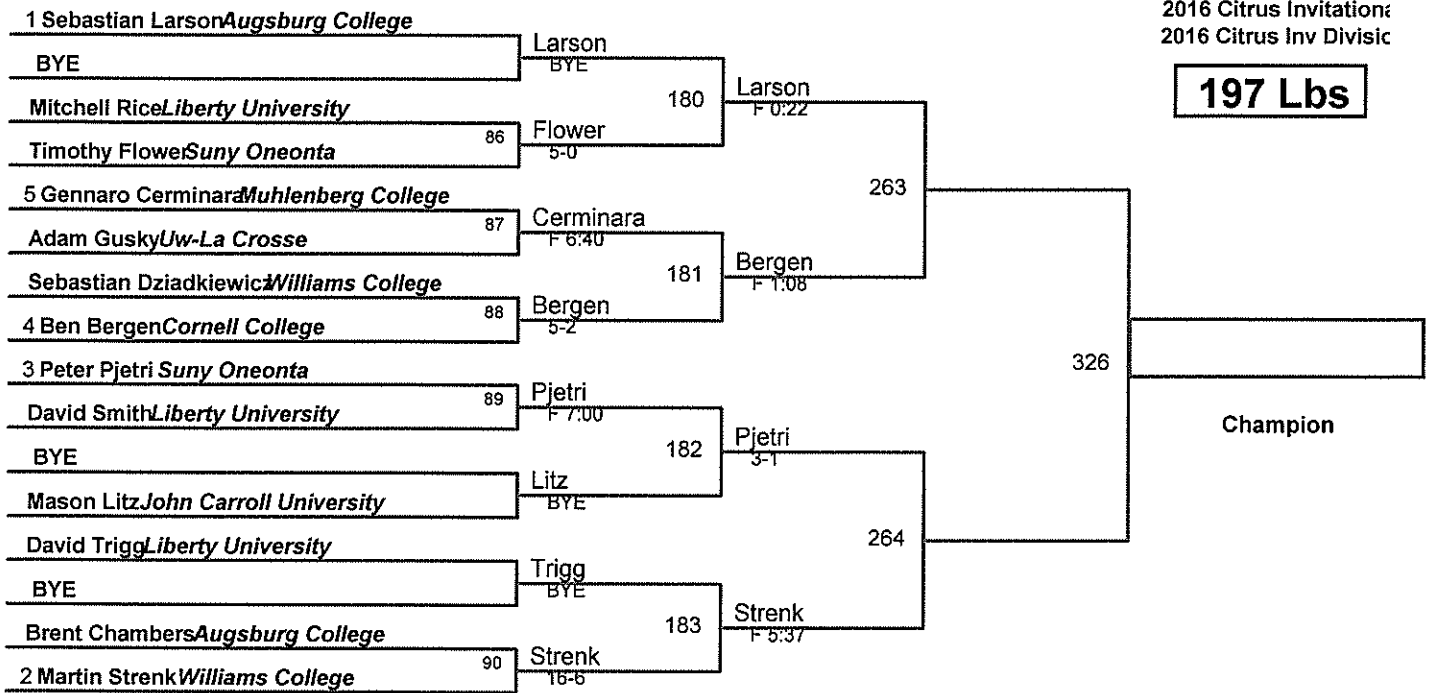 2016 Citrus Invitationa
2016 Citrus Inv Divisic
197 Lbs
1 Sebastian Larson Augsburg College
BYE
Mitchell Rice Liberty University
Timothy Flower Suny Oneonta
5 Gennaro Cerminara Muhlenberg College
Adam Gusky Uw-La Crosse
Sebastian Dziadkiewicz Williams College
4 Ben Bergen Cornell College
3 Peter Pjetri Suny Oneonta
David Smith Liberty University
BYE
Mason Litz John Carroll University
David Trigg Liberty University
BYE
Brent Chambers Augsburg College
2 Martin Strenk Williams College
86
87
88
89
90
Larson
BYE
Flower
5-0
Cerminara
F 6:40
Bergen
5-2
Pjetri
F 7:00
Litz
BYE
Trigg
BYE
Strenk
16-6
180
181
182
183
Larson
F 0:22
Bergen
F 1:08
Pjetri
3-1
Strenk
F 5:37
263
264
326
Champion